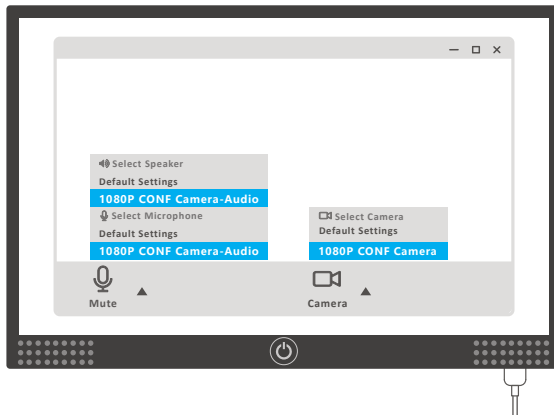 Select Speaker
Default Settings
1080P CONF Camera-Audio
Select Microphone
Default Settings
1080P CONF Camera-Audio
Select Camera
Default Settings
1080P CONF Camera
Mute
Camera